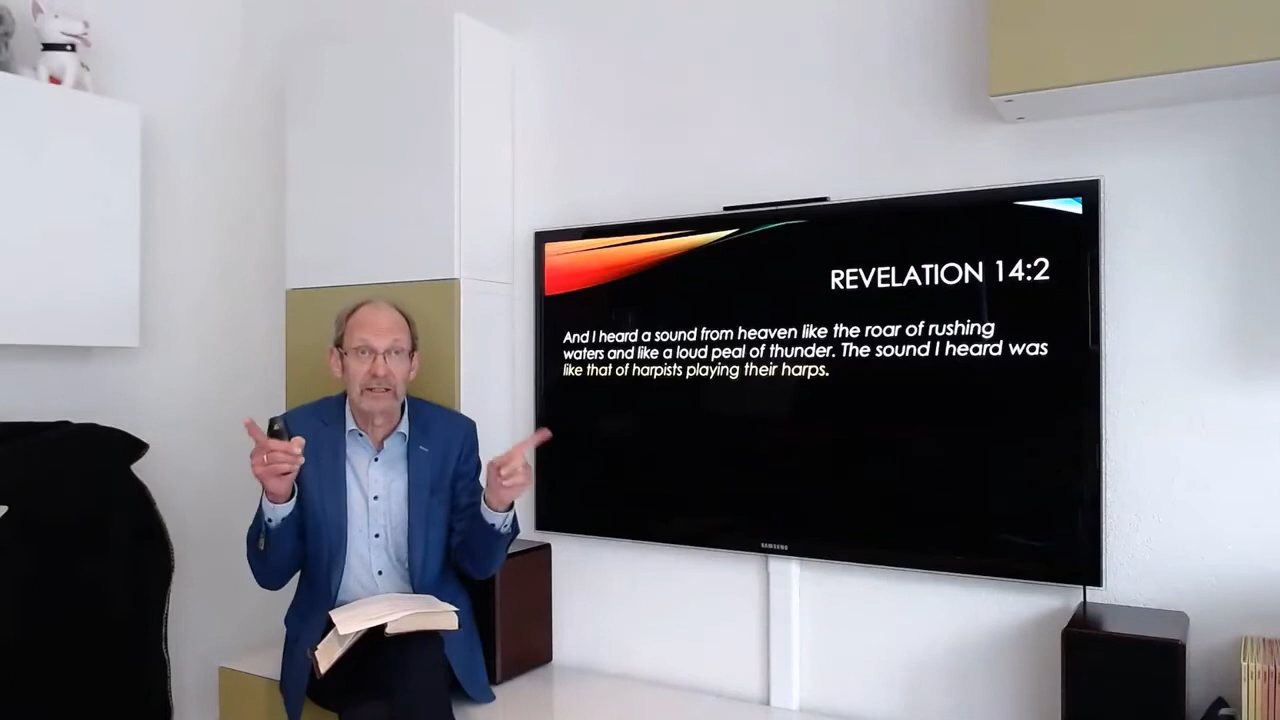 REVELATION 14:2
And I heard a sound from heaven like the roar of rushing
waters and like a loud peal of thunder. The sound I heard was
like that of harpists playing their harps.
SAMSUNG